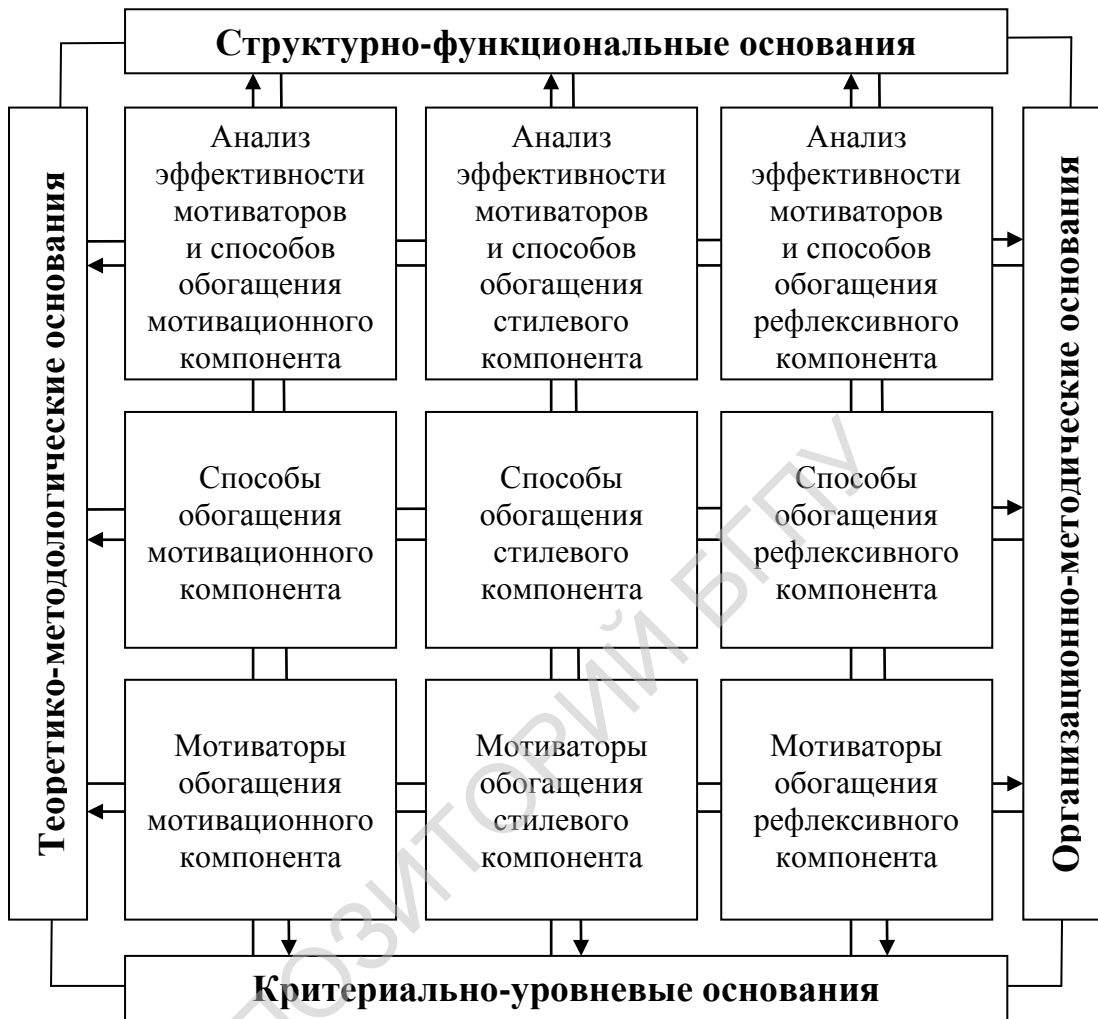 Структурно-функциональные основания
Теоретико-методологические основания
Анализ
эффективности
мотиваторов
и способов
обогащения
мотивационного
компонента
Анализ
эффективности
мотиваторов
и способов
обогащения
стилевого
компонента
Анализ
эффективности
мотиваторов
и способов
обогащения
рефлексивного
компонента
Организационно-методические основания
Способы
обогащения
мотивационного
компонента
Способы
обогащения
стилевого
компонента
Способы
обогащения
рефлексивного
компонента
Мотиваторы
обогащения
мотивационного
компонента
Мотиваторы
обогащения
стилевого
компонента
Мотиваторы
обогащения
рефлексивного
компонента
Критериально-уровневые основания
БГПУ